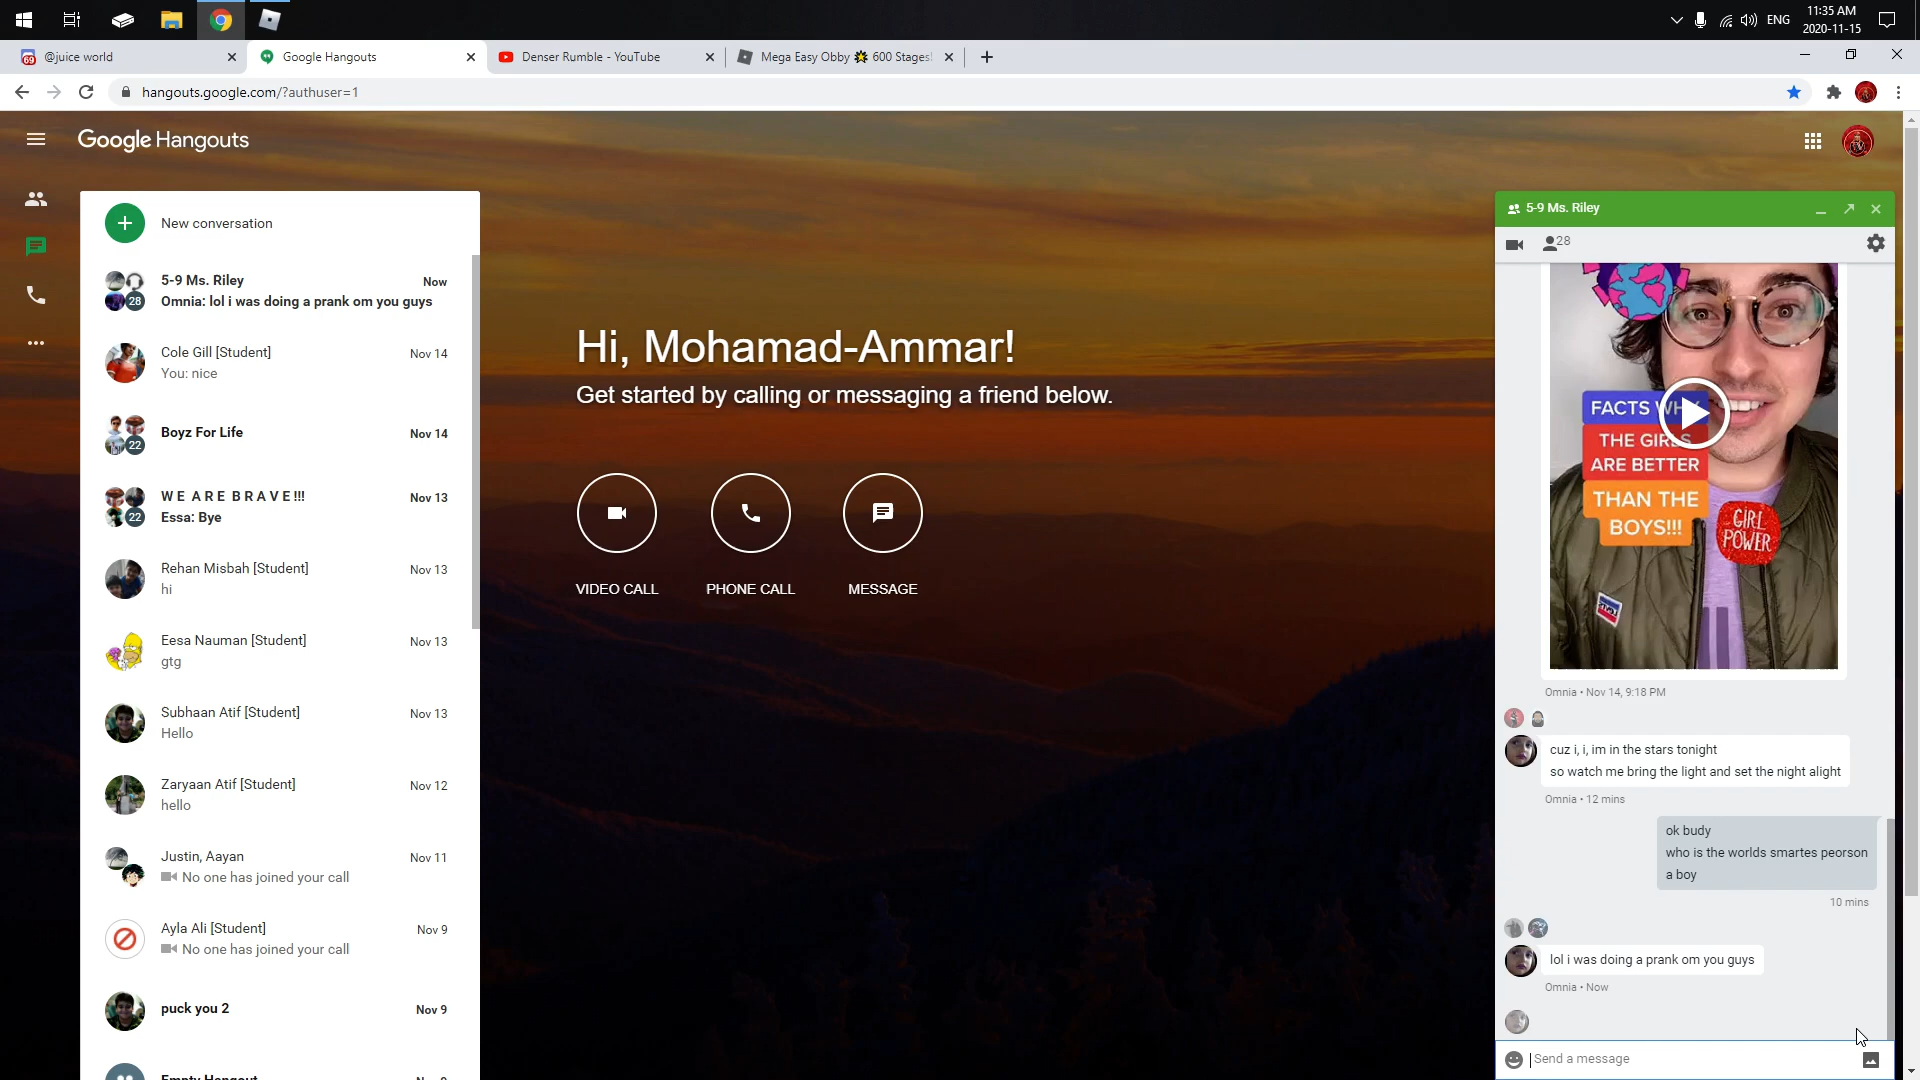 11:35 AM
ENG
2020-11-15
69
@juice world
Google Hangouts
Denser Rumble - YouTube
Mega Easy Obby 💥 600 Stages!
hangouts.google.com/?authuser=1
Google Hangouts
New conversation
5-9 Ms. Riley
Now
28
Omnia: lol i was doing a prank om you guys
Cole Gill [Student]
Nov 14
You: nice
Boyz For Life
Nov 14
22
W E A R E B R A V E !!!
Nov 13
22
Essa: Bye
Rehan Misbah [Student]
Nov 13
hi
Eesa Nauman [Student]
Nov 13
gtg
Subhaan Atif [Student]
Nov 13
Hello
Zaryaan Atif [Student]
Nov 12
hello
Justin, Aayan
Nov 11
No one has joined your call
Ayla Ali [Student]
Nov 9
No one has joined your call
puck you 2
Nov 9
Hi, Mohamad-Ammar!
Get started by calling or messaging a friend below.
VIDEO CALL
PHONE CALL
MESSAGE
5-9 Ms. Riley
28
FACTS WHY
THE GIRLS
ARE BETTER
THAN THE
BOYS!!!
GIRL
POWER
Omnia • Nov 14, 9:18 PM
cuz i, i, im in the stars tonight
so watch me bring the light and set the night alight
Omnia • 12 mins
ok budy
who is the worlds smartes peorson
a boy
10 mins
lol i was doing a prank om you guys
Omnia • Now
Send a message